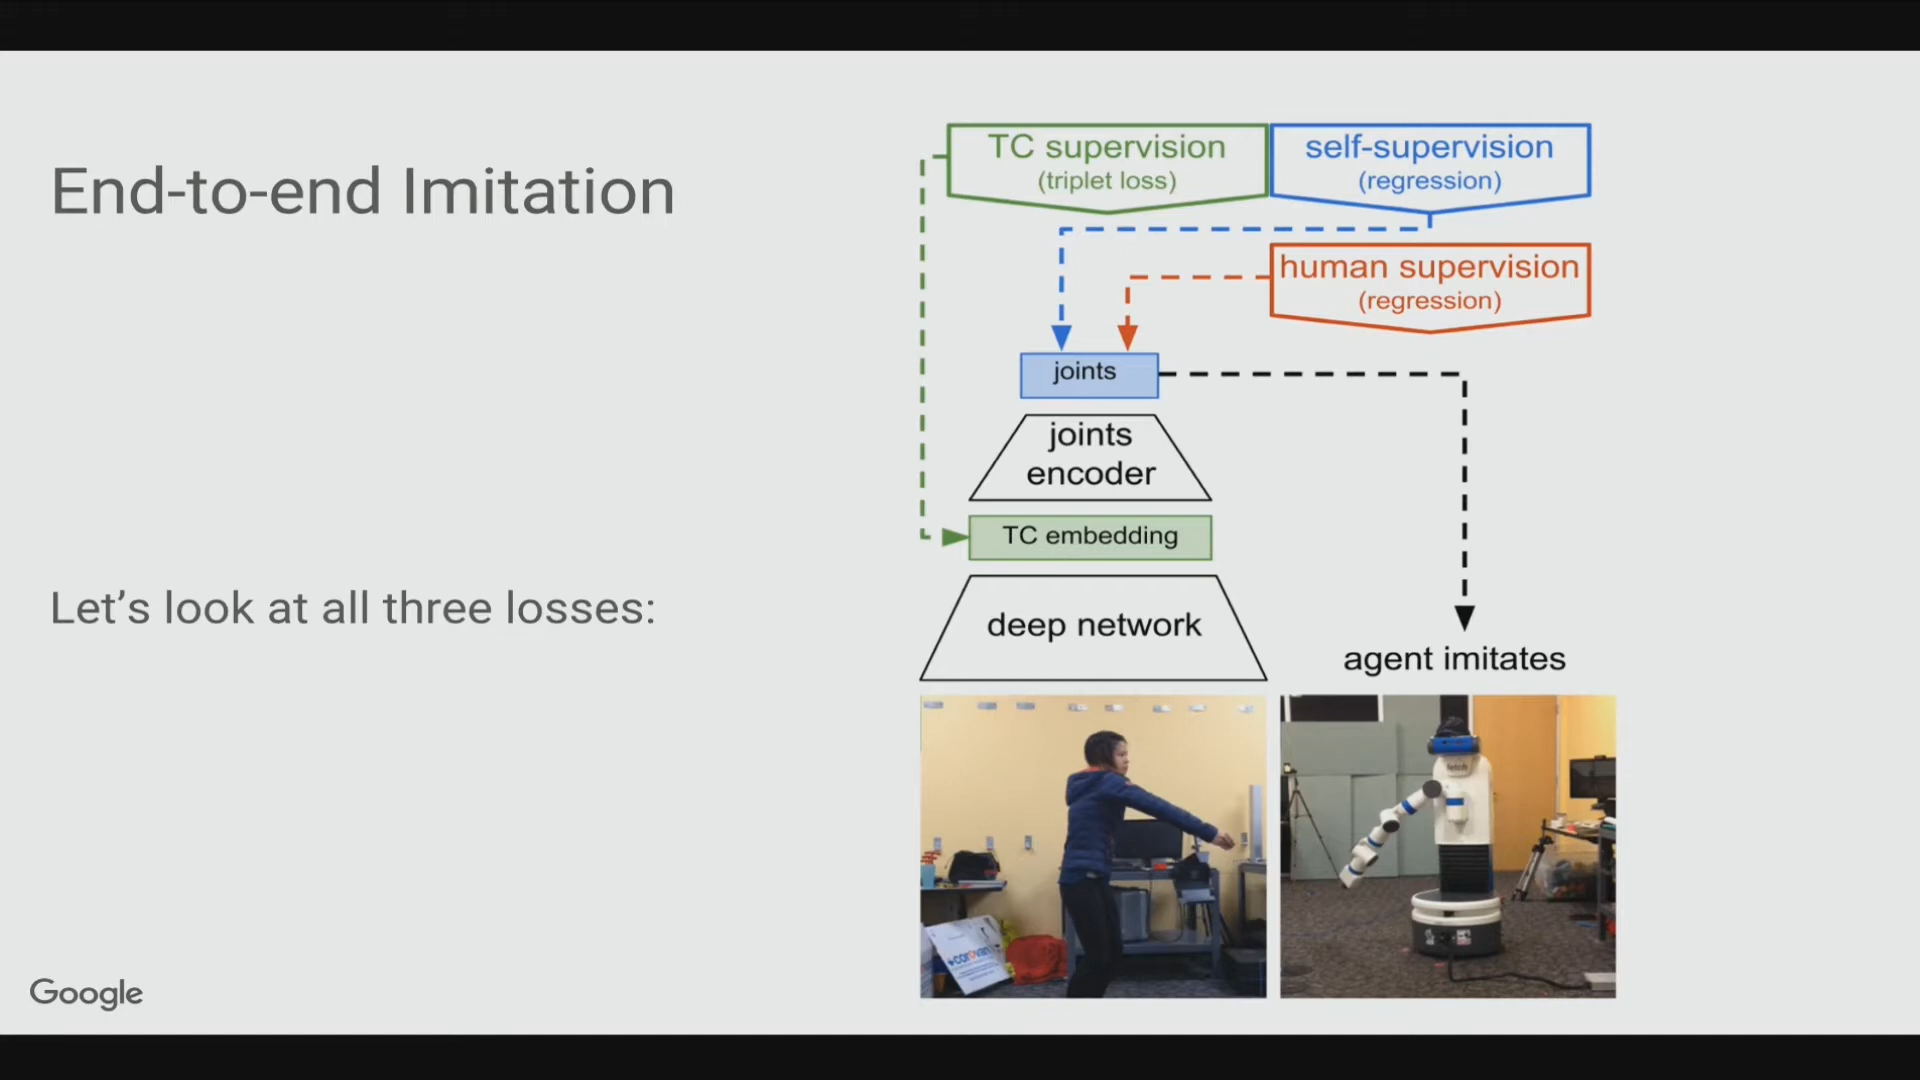 End-to-end Imitation
Let's look at all three losses:
TC supervision
(triplet loss)
self-supervision
(regression)
human supervision
(regression)
joints
joints
encoder
TC embedding
deep network
agent imitates
fetch
Google